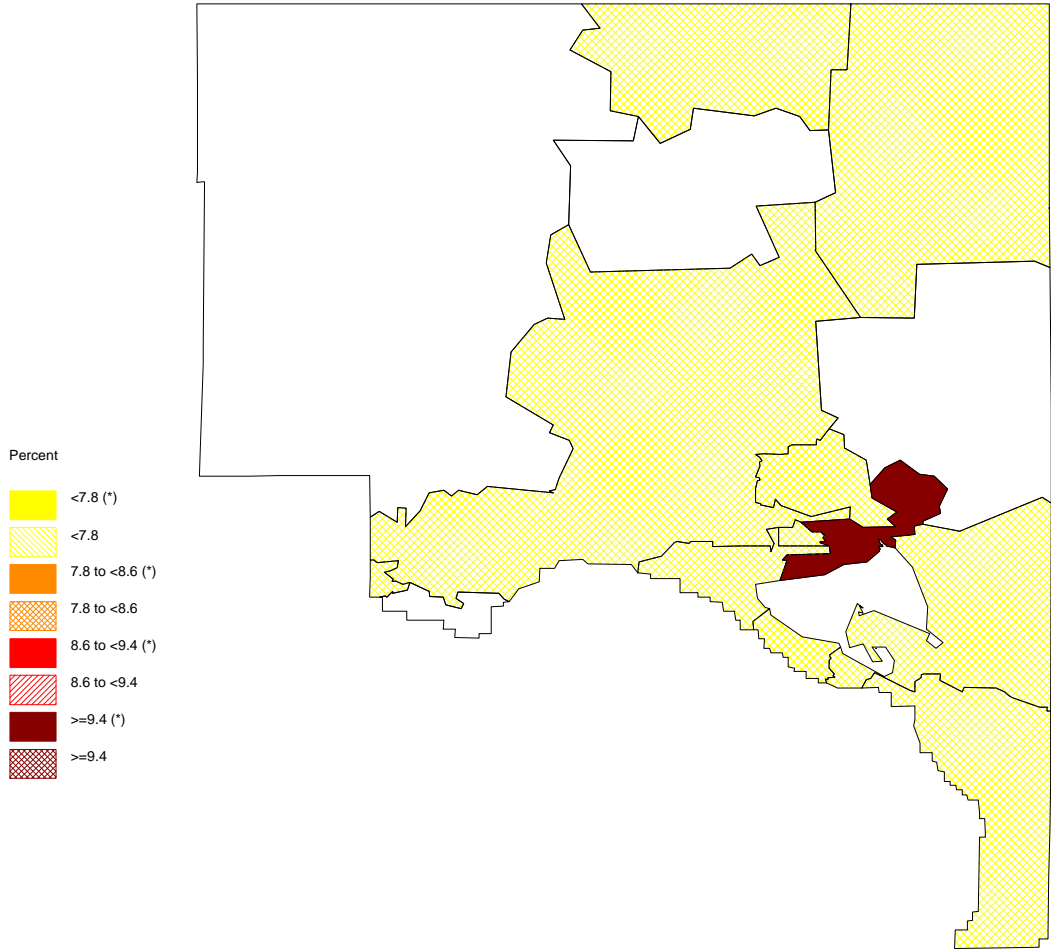 Percent
<7.8 (*)
<7.8
7.8 to <8.6 (*)
7.8 to <8.6
8.6 to <9.4 (*)
8.6 to <9.4
>=9.4 (*)
>=9.4